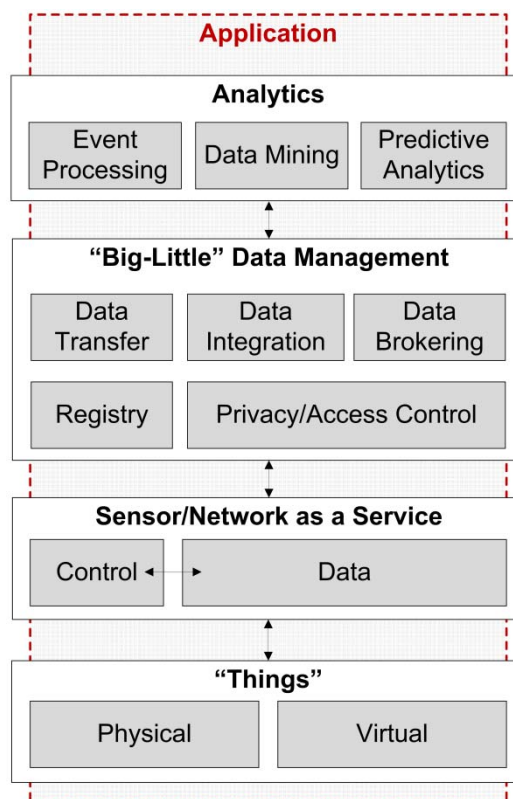 Application
Analytics
Event
Processing
Data Mining
Predictive
Analytics
“Big-Little” Data Management
Data
Transfer
Data
Integration
Data
Brokering
Registry
Privacy/Access Control
Sensor/Network as a Service
Control
Data
“Things”
Physical
Virtual